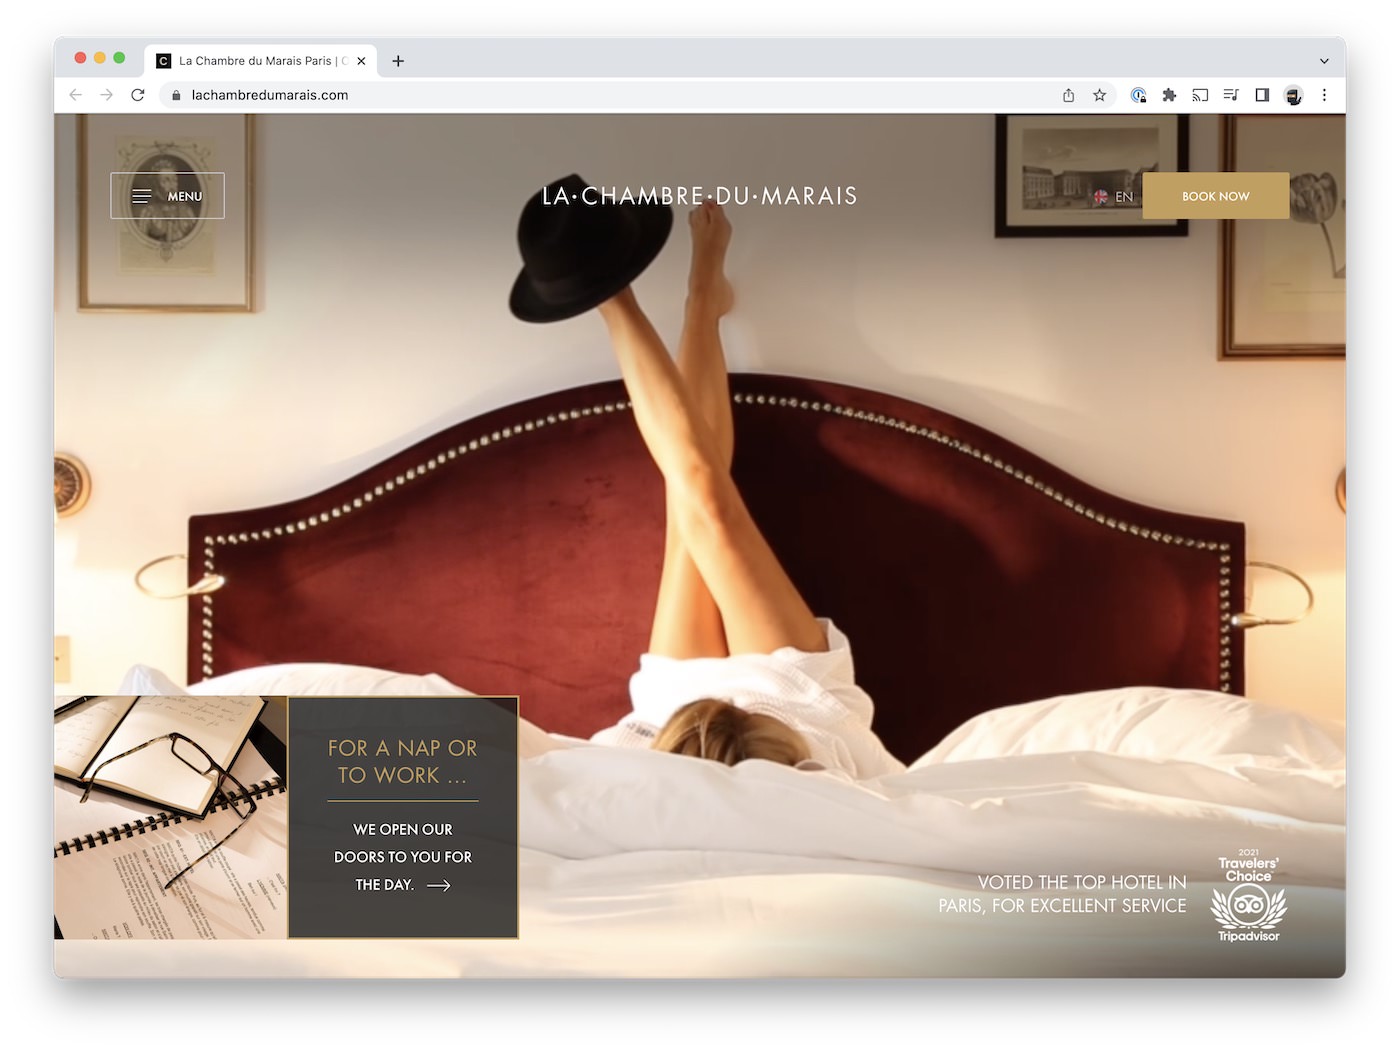 La Chambre du Marais Paris |
lachambredumarais.com
MENU
LA·CHAMBRE·DU·MARAIS
EN
BOOK NOW
FOR A NAP OR
TO WORK ...
WE OPEN OUR
DOORS TO YOU FOR
THE DAY.
VOTED THE TOP HOTEL IN
PARIS, FOR EXCELLENT SERVICE
2021
Travelers'
Choice
Tripadvisor